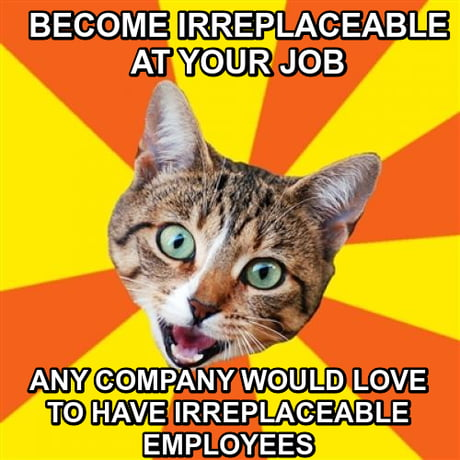 BECOME IRREPLACEABLE
AT YOUR JOB
ANY COMPANY WOULD LOVE
TO HAVE IRREPLACEABLE
EMPLOYEES